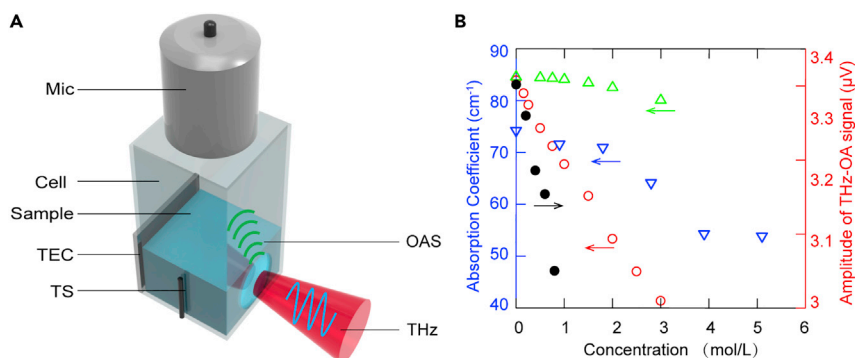 A
Mic
Cell
Sample
TEC
TS
OAS
THz
B
Absorption Coefficient (cm⁻¹)
90
80
70
60
50
40
0
1
2
3
4
5
6
Concentration (mol/L)
3.4
3.3
3.2
3.1
3
Amplitude of THz-OA signal (μV)